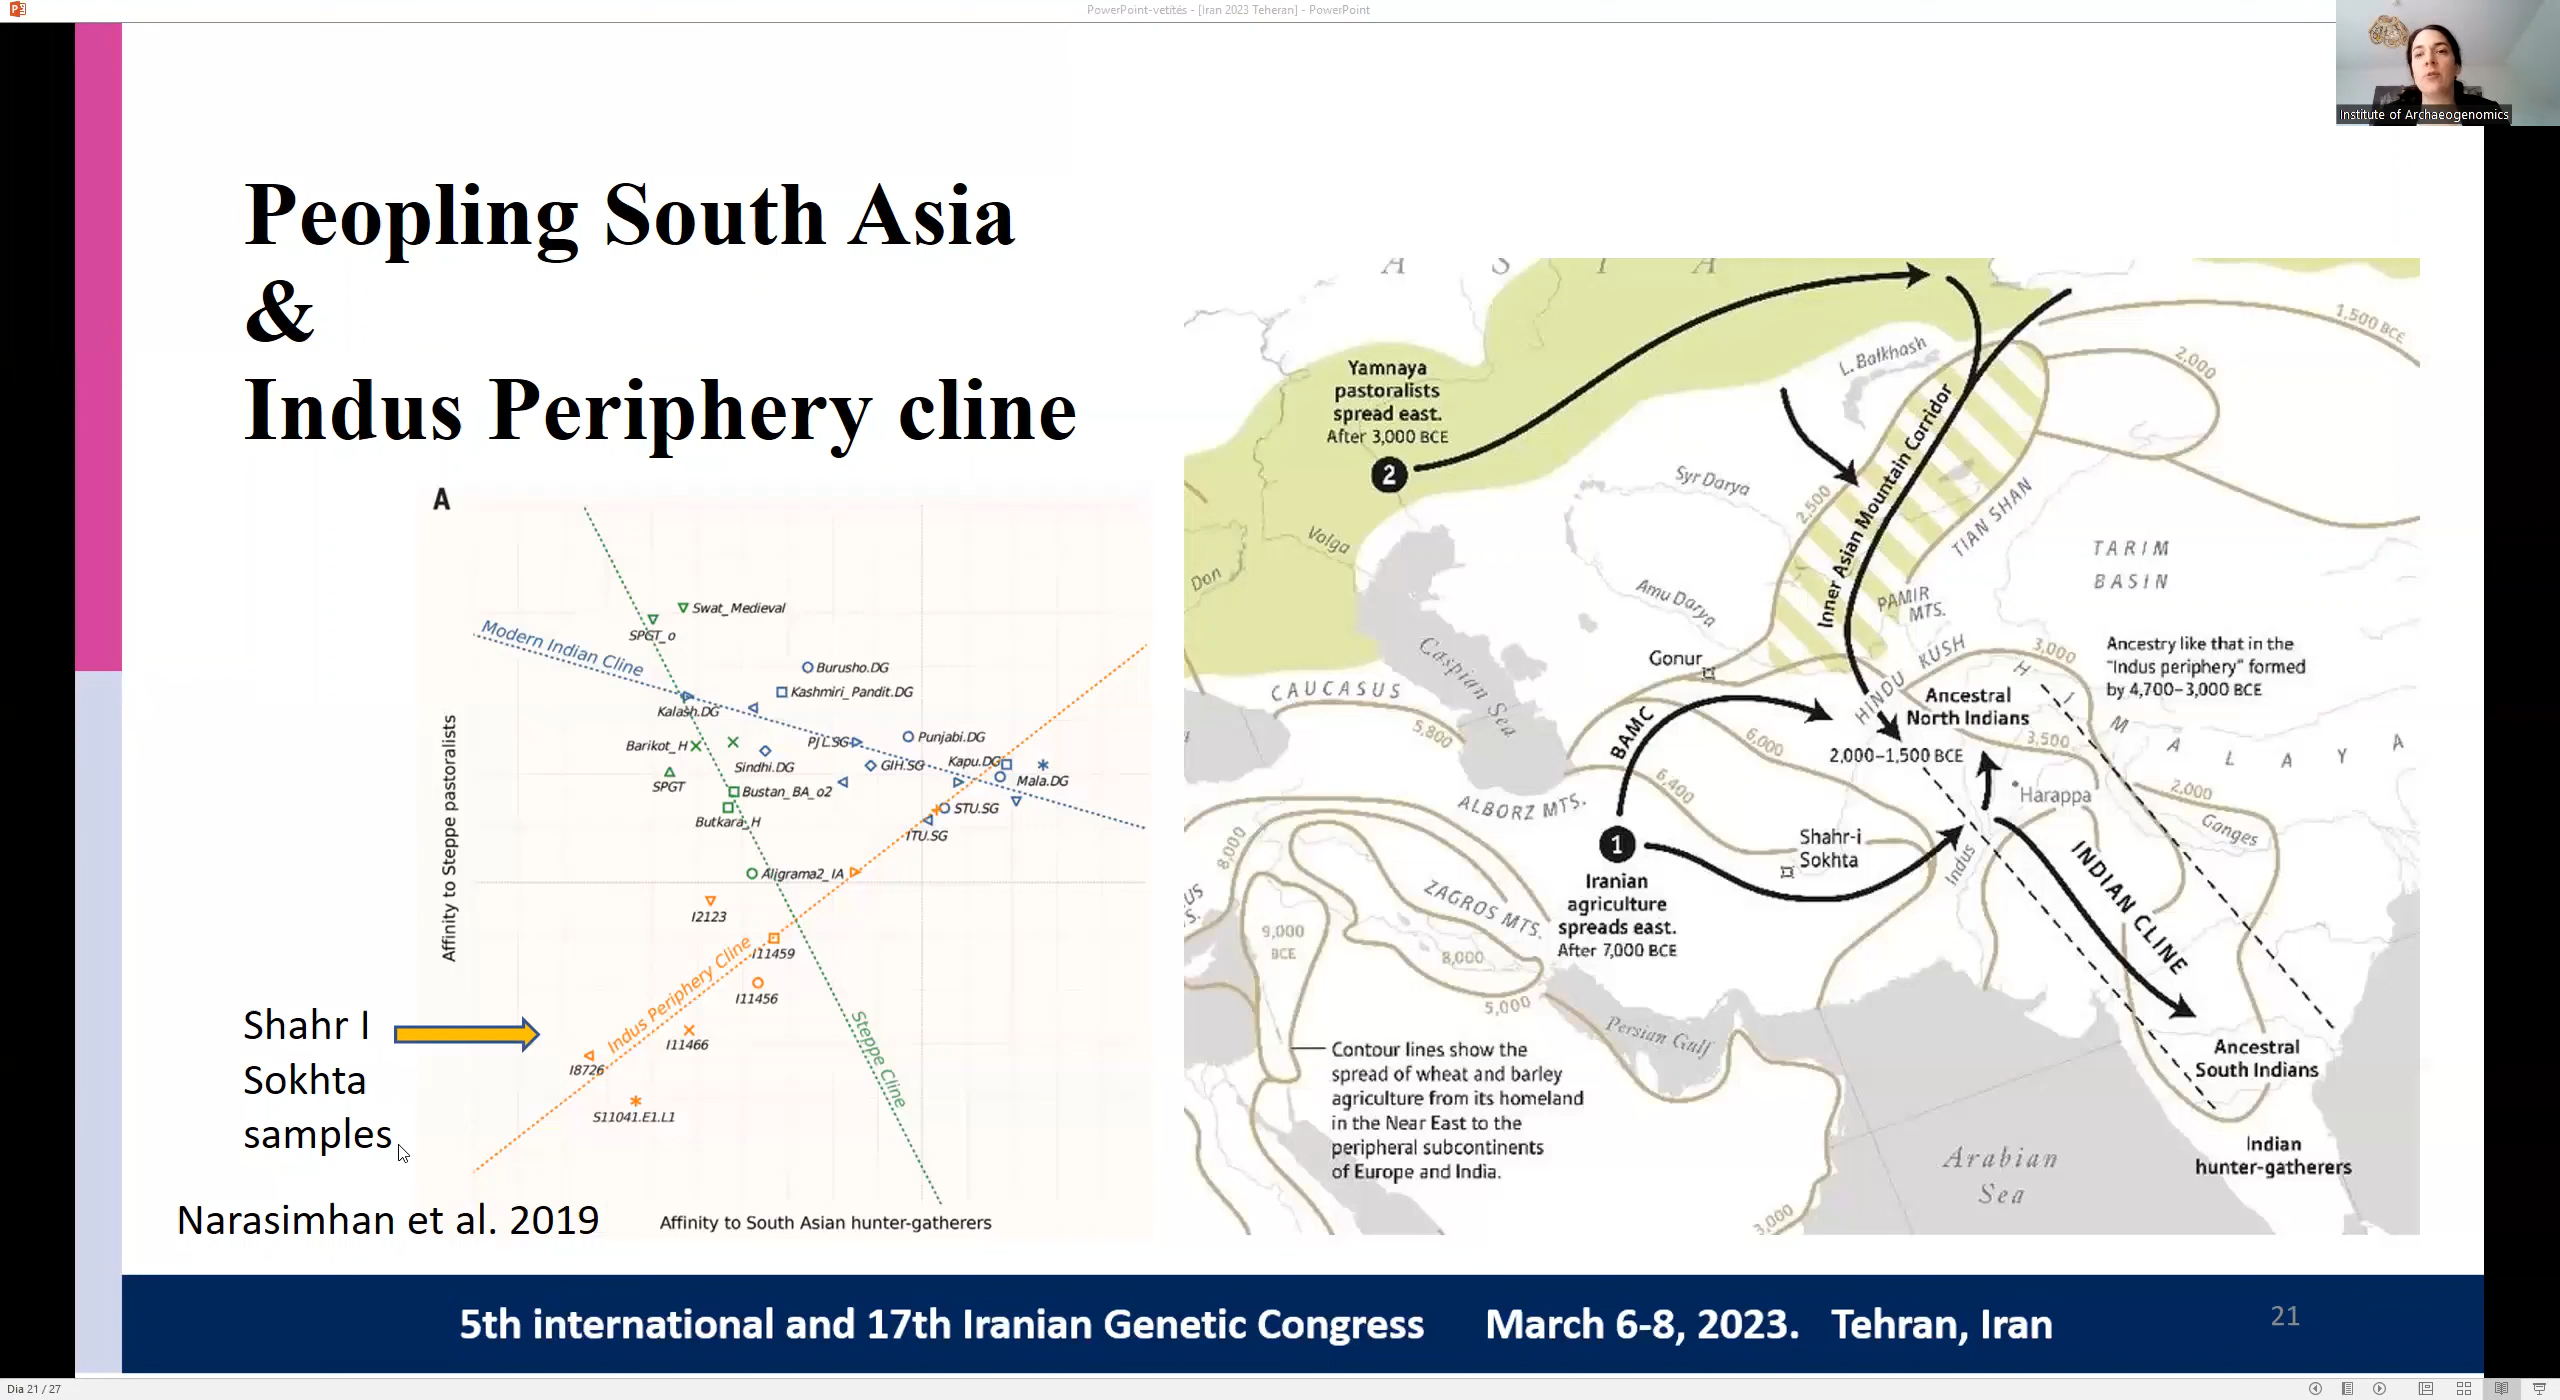 PowerPoint-vetítés - [Iran 2023 Teheran] - PowerPoint
Institute of Archaeogenomics
Peopling South Asia
&
Indus Periphery cline
A
Swat_Medieval
SPGT_o
Modern Indian Cline
Burusho.DG
Kashmiri_Pandit.DG
Kalash.DG
Barikot_H
PJL.SG
Punjabi.DG
Sindhi.DG
GIH.SG
Kapu.DG
Mala.DG
SPGT
Bustan_BA_o2
STU.SG
Butkara_H
ITU.SG
Aligrama2_IA
I2123
I11459
Indus Periphery Cline
I11456
Steppe Cline
I11466
I8726
S11041.E1.L1
Affinity to Steppe pastoralists
Affinity to South Asian hunter-gatherers
Shahr I
Sokhta
samples
Narasimhan et al. 2019
A S I A
Yamnaya
pastoralists
spread east.
After 3,000 BCE
2
L. Balkhash
1,500 BCE
2,000
Inner Asian Mountain Corridor
Syr Darya
2,500
TIAN SHAN
Volga
Don
TARIM
BASIN
Amu Darya
PAMIR
MTS.
Caspian Sea
Gonur
HINDU KUSH
3,000
Ancestry like that in the
"Indus periphery" formed
by 4,700–3,000 BCE
CAUCASUS
5,800
BAMC
6,000
Ancestral
North Indians
2,000–1,500 BCE
3,500
HIMALAYA
6,400
ALBORZ MTS.
Harappa
2,000
Ganges
8,000
1
Iranian
agriculture
spreads east.
After 7,000 BCE
Shahr-i
Sokhta
Indus
INDIAN CLINE
ZAGROS MTS.
9,000
BCE
8,000
5,000
US
S.
Persian Gulf
Contour lines show the
spread of wheat and barley
agriculture from its homeland
in the Near East to the
peripheral subcontinents
of Europe and India.
Ancestral
South Indians
Indian
hunter-gatherers
Arabian
Sea
3,000
5th international and 17th Iranian Genetic Congress March 6-8, 2023. Tehran, Iran
21
Dia 21 / 27